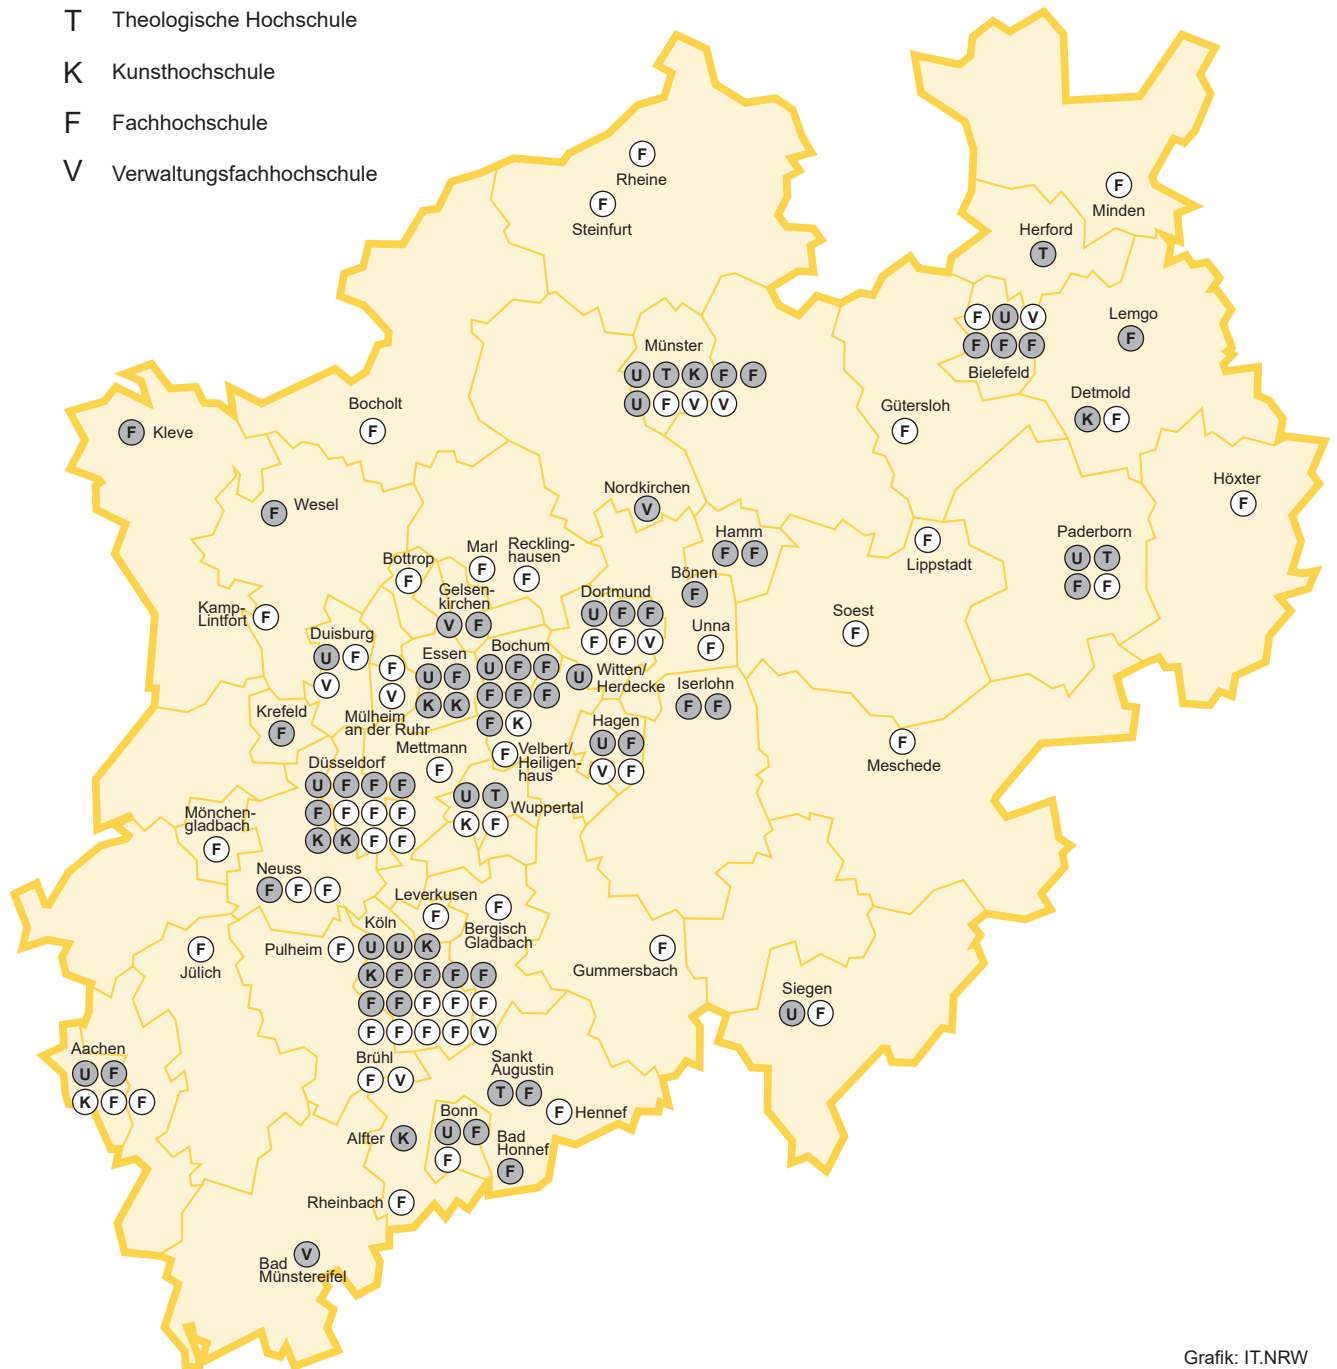 T Theologische Hochschule
K Kunsthochschule
F Fachhochschule
V Verwaltungsfachhochschule
F
Rheine
F
Steinfurt
F
Minden
Herford
T
F U V
F F F
Bielefeld
Lemgo
F
Münster
U T K F F
U F V V
Detmold
K F
Bocholt
F
Gütersloh
F
F Kleve
Höxter
F
F Wesel
Nordkirchen
V
Hamm
F F
F
Lippstadt
Paderborn
U T
F F
Marl
F
Reckling-
hausen
F
Bottrop
F
Gelsen-
kirchen
V F
Bönen
F
Dortmund
U F F
F F V
Kamp-
Lintfort F
Soest
F
Unna
F
Duisburg
U F
V
F
V
Mülheim
an der Ruhr
Essen
U F
K K
Bochum
U F F
F F F
F K
U Witten/
Herdecke
Iserlohn
F F
Krefeld
F
Hagen
U F
V F
F
Meschede
Mettmann
F
F Velbert/
Heiligen-
haus
Düsseldorf
U F F F
F F F F
K K F F
U T
K F
Wuppertal
Mönchen-
gladbach
F
Neuss
F F F
Leverkusen
F
F
Bergisch
Gladbach
Köln
U U K
K F F F F
F F F F F
F F F F V
Pulheim F
F
Jülich
F
Gummersbach
Siegen
U F
Aachen
U F
K F F
Brühl
F V
Sankt
Augustin
T F
F Hennef
Bonn
U F
F
Alfter K
Bad
Honnef
F
Rheinbach F
V
Bad
Münstereifel
Grafik: IT.NRW